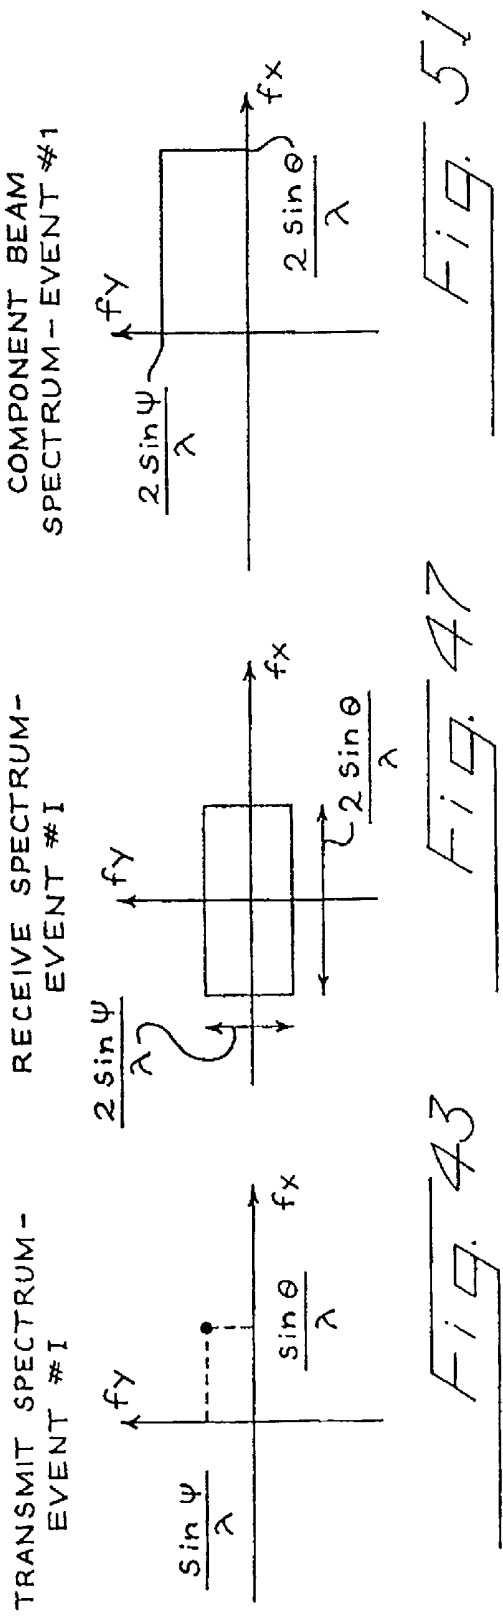 TRANSMIT SPECTRUM-
EVENT #1
fy
fx
sin ψ
λ
sin θ
λ
Fig. 43
RECEIVE SPECTRUM-
EVENT #1
fy
fx
2 sin ψ
λ
2 sin θ
λ
Fig. 47
COMPONENT BEAM
SPECTRUM-EVENT #1
fy
fx
2 sin ψ
λ
2 sin θ
λ
Fig. 51